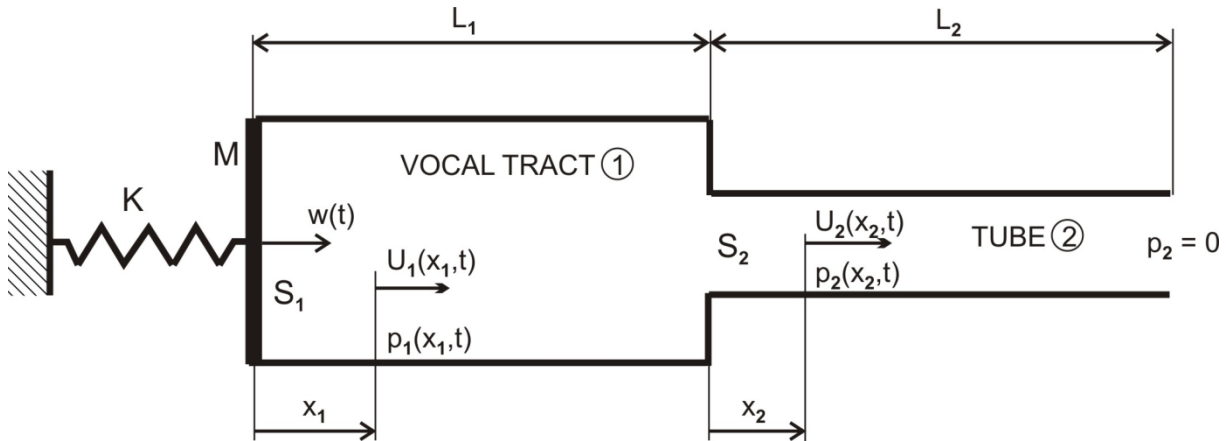 L₁
L₂
M
VOCAL TRACT ①
K
w(t)
U₂(x₂,t)
TUBE ②
p₂ = 0
S₂
U₁(x₁,t)
S₁
p₂(x₂,t)
p₁(x₁,t)
x₁
x₂